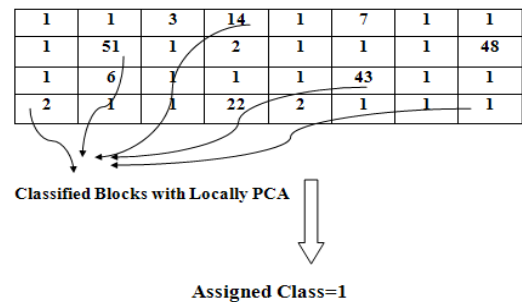 1 1 3 14 1 7 1 1
1 51 1 2 1 1 1 48
1 6 1 1 1 43 1 1
2 1 1 22 2 1 1 1
Classified Blocks with Locally PCA
Assigned Class=1